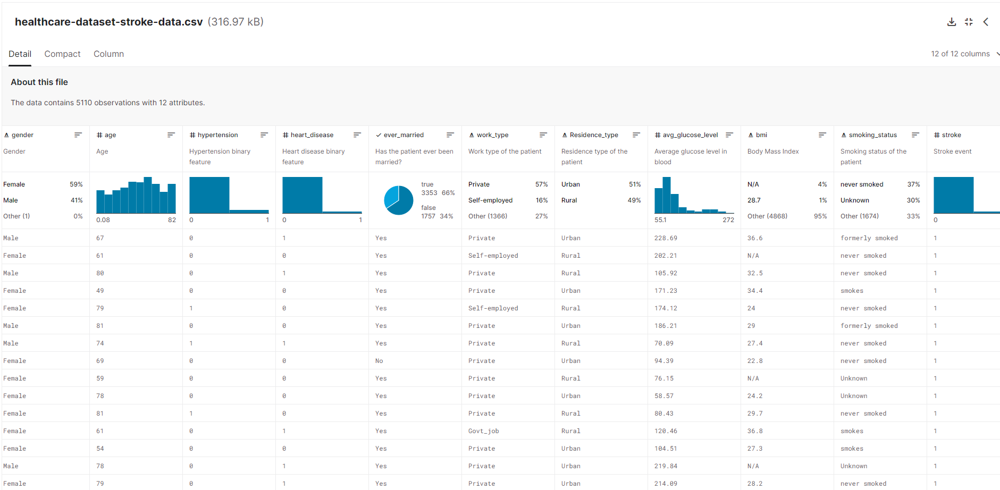 healthcare-dataset-stroke-data.csv (316.97 kB)
Detail Compact Column 12 of 12 columns
About this file
The data contains 5110 observations with 12 attributes.
A gender # age # hypertension # heart_disease ever_married A work_type A Residence_type # avg_glucose_level A bmi A smoking_status # stroke
Gender Age Hypertension binary Heart disease binary Has the patient ever been Work type of the patient Residence type of the Average glucose level in Body Mass Index Smoking status of the Stroke event
feature feature married? patient blood patient
Female 59% true Private 57% Urban 51% N/A 4% never smoked 37%
3353 66%
Male 41% Self-employed 16% Rural 49% 28.7 1% Unknown 30%
false
Other (1) 0% 1757 34% Other (1366) 27% Other (4868) 95% Other (1674) 33%
0.08 82 0 1 0 1 55.1 272 0
Male 67 0 1 Yes Private Urban 228.69 36.6 formerly smoked 1
Female 61 0 0 Yes Self-employed Rural 202.21 N/A never smoked 1
Male 80 0 1 Yes Private Rural 105.92 32.5 never smoked 1
Female 49 0 0 Yes Private Urban 171.23 34.4 smokes 1
Female 79 1 0 Yes Self-employed Rural 174.12 24 never smoked 1
Male 81 0 0 Yes Private Urban 186.21 29 formerly smoked 1
Male 74 1 1 Yes Private Rural 70.09 27.4 never smoked 1
Female 69 0 0 No Private Urban 94.39 22.8 never smoked 1
Female 59 0 0 Yes Private Rural 76.15 N/A Unknown 1
Female 78 0 0 Yes Private Urban 58.57 24.2 Unknown 1
Female 81 1 0 Yes Private Rural 80.43 29.7 never smoked 1
Female 61 0 1 Yes Govt_job Rural 120.46 36.8 smokes 1
Female 54 0 0 Yes Private Urban 104.51 27.3 smokes 1
Male 78 0 1 Yes Private Urban 219.84 N/A Unknown 1
Female 79 0 1 Yes Private Urban 214.09 28.2 never smoked 1